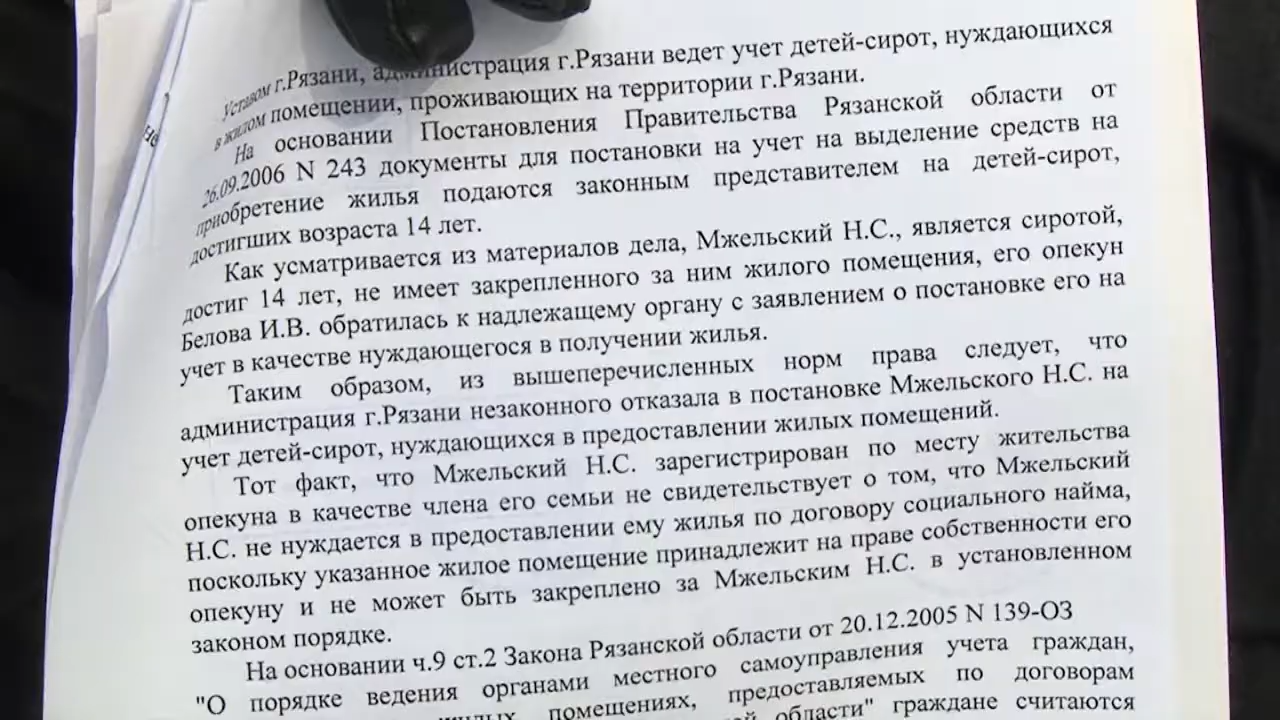 Уставом г.Рязани, администрация г.Рязани ведет учет детей-сирот, нуждающихся
в жилом помещении, проживающих на территории г.Рязани.
На основании Постановления Правительства Рязанской области от
26.09.2006 N 243 документы для постановки на учет на выделение средств на
приобретение жилья подаются законным представителем на детей-сирот,
достигших возраста 14 лет.
Как усматривается из материалов дела, Мжельский Н.С., является сиротой,
достиг 14 лет, не имеет закрепленного за ним жилого помещения, его опекун
Белова И.В. обратилась к надлежащему органу с заявлением о постановке его на
учет в качестве нуждающегося в получении жилья.
Таким образом, из вышеперечисленных норм права следует, что
администрация г.Рязани незаконного отказала в постановке Мжельского Н.С. на
учет детей-сирот, нуждающихся в предоставлении жилых помещений.
Тот факт, что Мжельский Н.С. зарегистрирован по месту жительства
опекуна в качестве члена его семьи не свидетельствует о том, что Мжельский
Н.С. не нуждается в предоставлении ему жилья по договору социального найма,
поскольку указанное жилое помещение принадлежит на праве собственности его
опекуну и не может быть закреплено за Мжельским Н.С. в установленном
законом порядке.
На основании ч.9 ст.2 Закона Рязанской области от 20.12.2005 N 139-ОЗ
"О порядке ведения органами местного самоуправления учета граждан,
помещениях, предоставляемых по договорам
области" граждане считаются